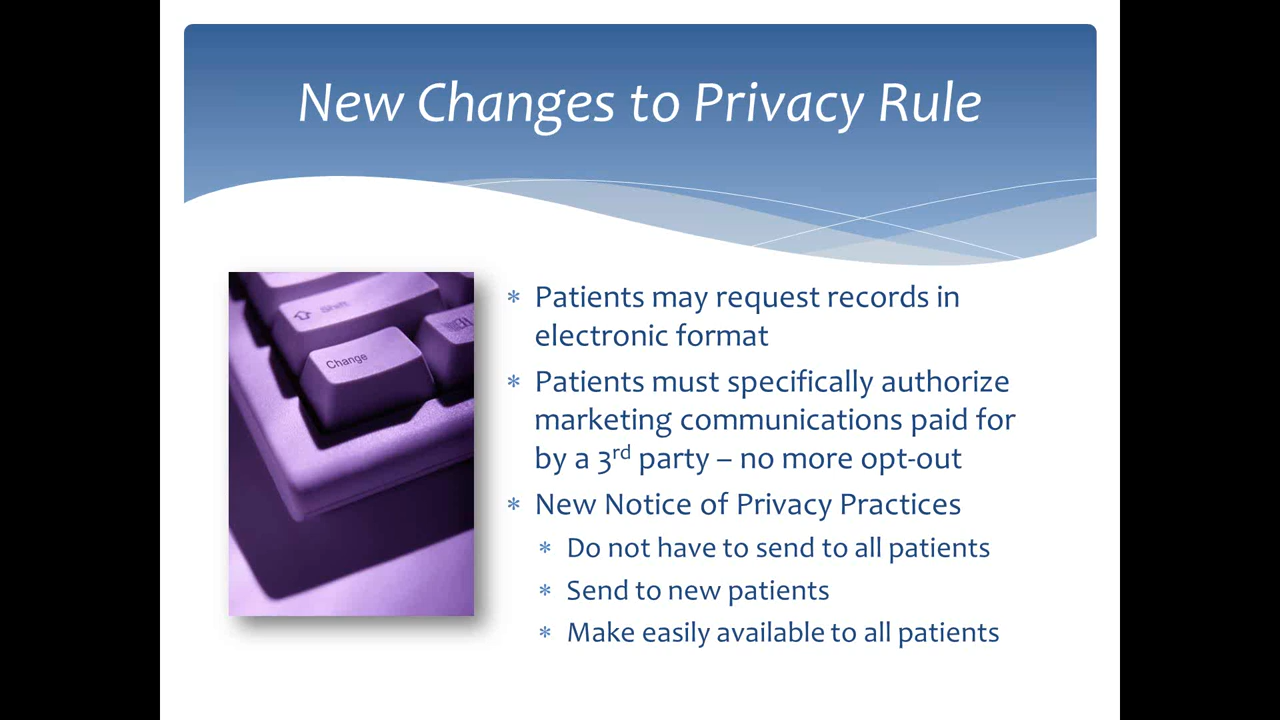 New Changes to Privacy Rule
Shift
Change
* Patients may request records in
electronic format
* Patients must specifically authorize
marketing communications paid for
by a 3rd party – no more opt-out
* New Notice of Privacy Practices
* Do not have to send to all patients
* Send to new patients
* Make easily available to all patients